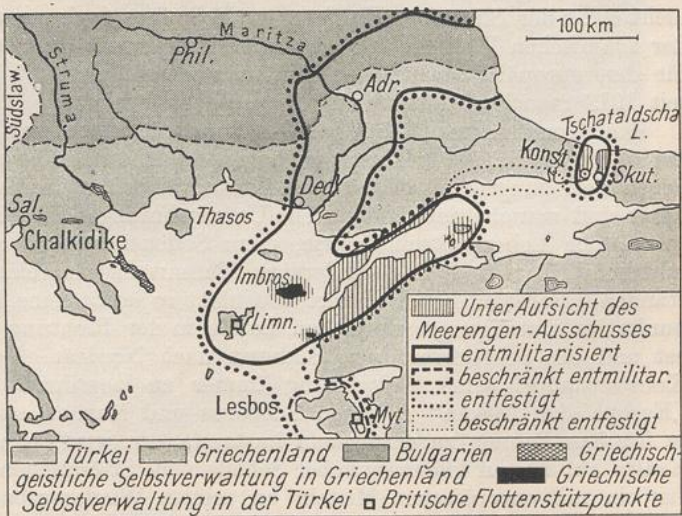 100 km
Maritza
Struma
Phil.
Südslaw.
Adr.
Tschataldscha
L.
Konst.
Skut.
Ded.
Sal.
Thasos
Chalkidike
Imbros
Limn.
Lesbos
Myt.
Unter Aufsicht des
Meerengen-Ausschusses
entmilitarisiert
beschränkt entmilitar.
entfestigt
beschränkt entfestigt
Türkei Griechenland Bulgarien Griechisch-
geistliche Selbstverwaltung in Griechenland Griechische
Selbstverwaltung in der Türkei Britische Flottenstützpunkte